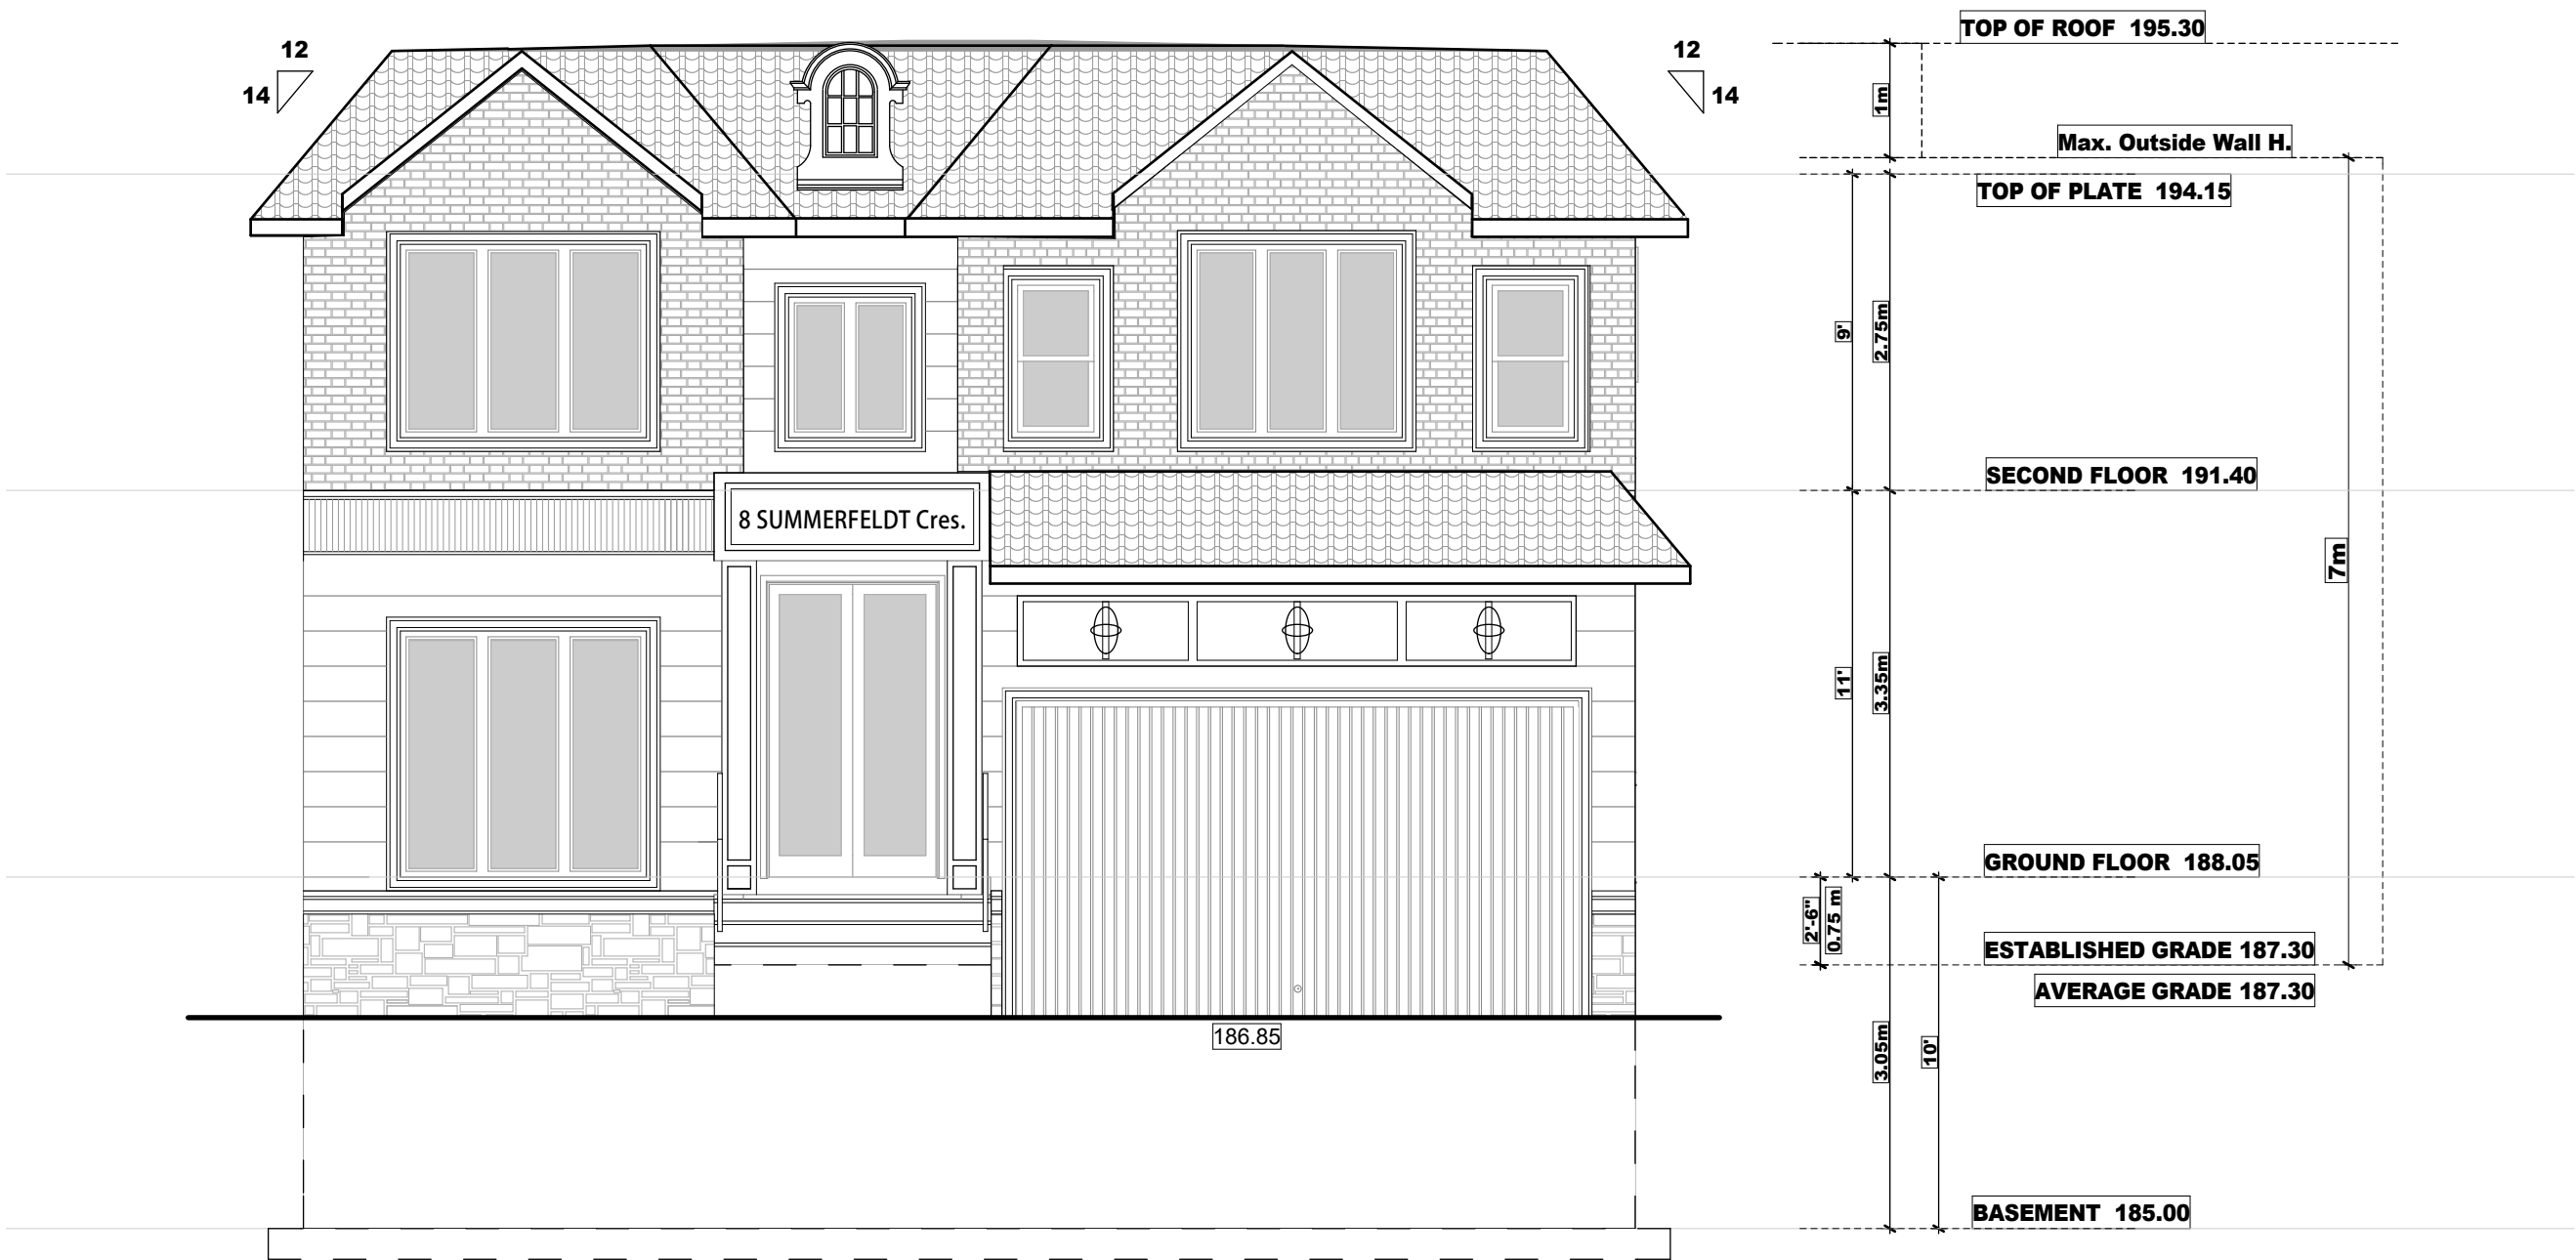 TOP OF ROOF 195.30
12
14
12
14
1m
Max. Outside Wall H.
TOP OF PLATE 194.15
9'
2.75m
SECOND FLOOR 191.40
8 SUMMERFELDT Cres.
7m
11'
3.35m
GROUND FLOOR 188.05
2'-6"
0.75 m
ESTABLISHED GRADE 187.30
AVERAGE GRADE 187.30
186.85
3.05m
10'
BASEMENT 185.00